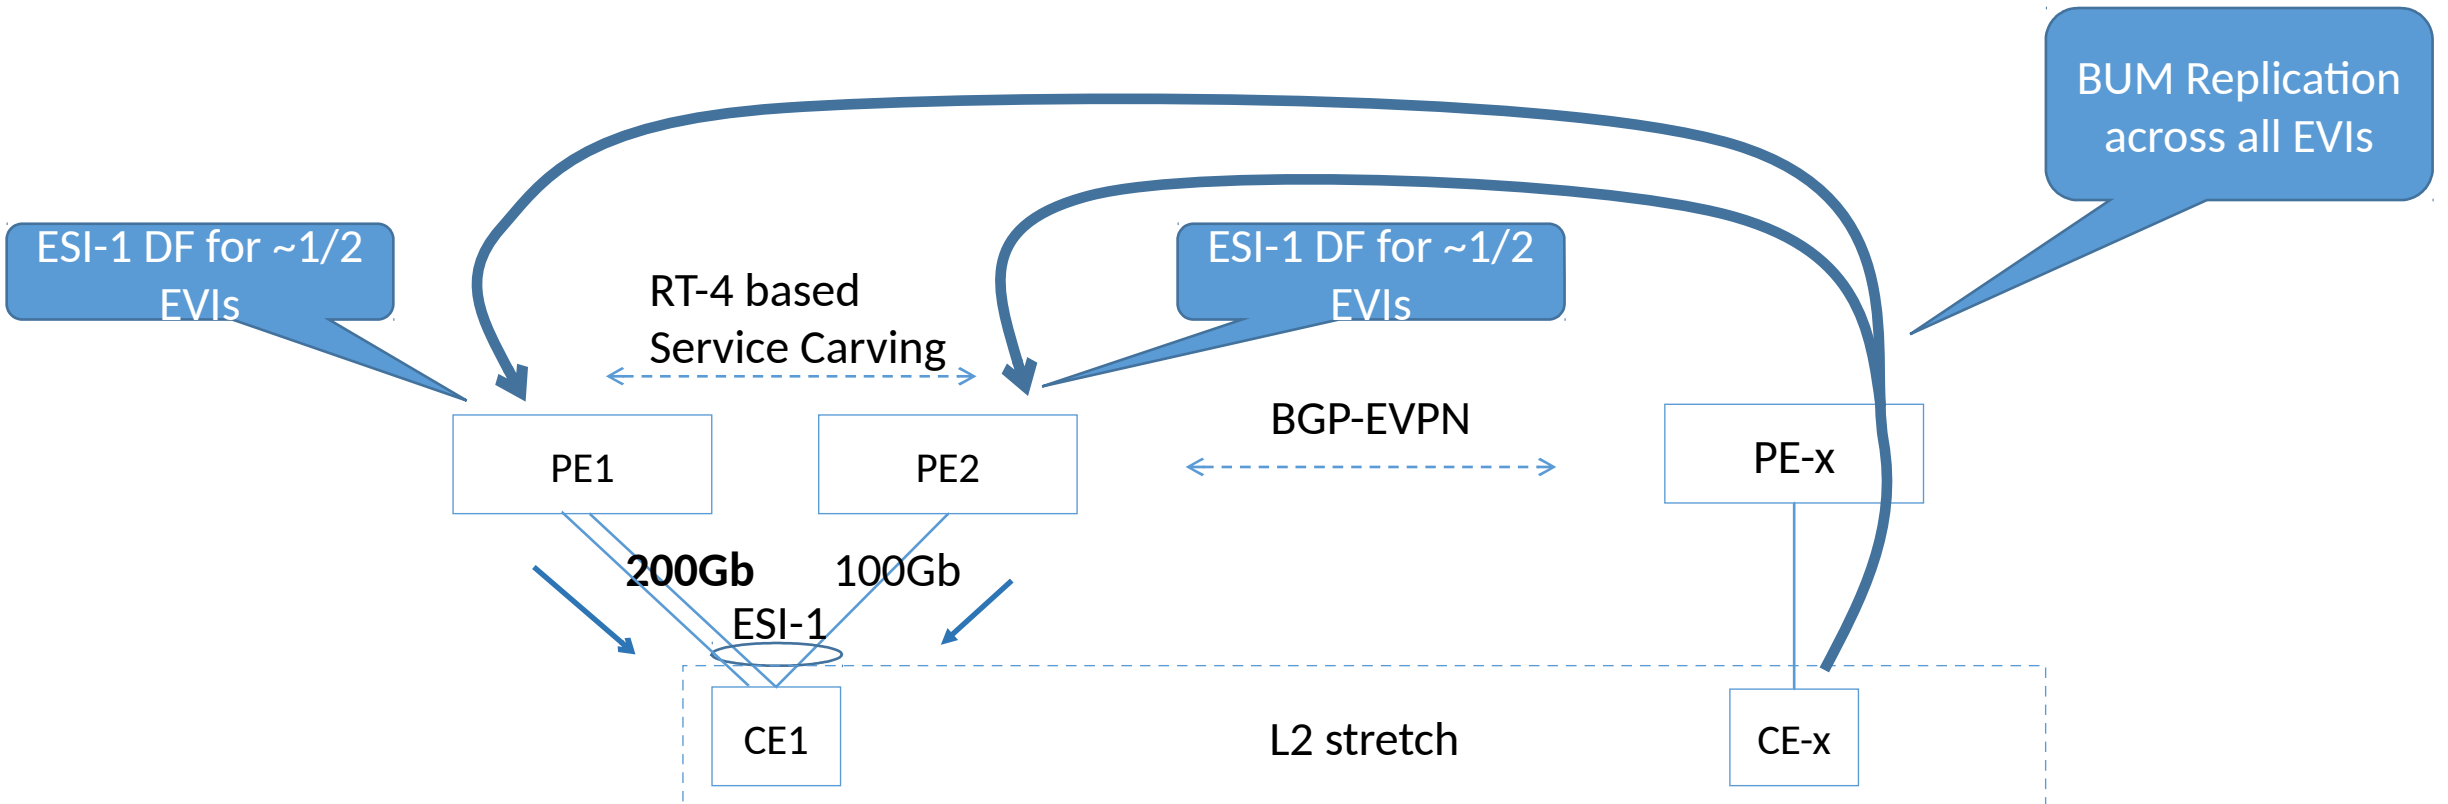 BUM Replication
across all EVIs
ESI-1 DF for ~1/2
EVIs
RT-4 based
Service Carving
ESI-1 DF for ~1/2
EVIs
BGP-EVPN
PE1
PE2
PE-x
200Gb
100Gb
ESI-1
CE1
L2 stretch
CE-x